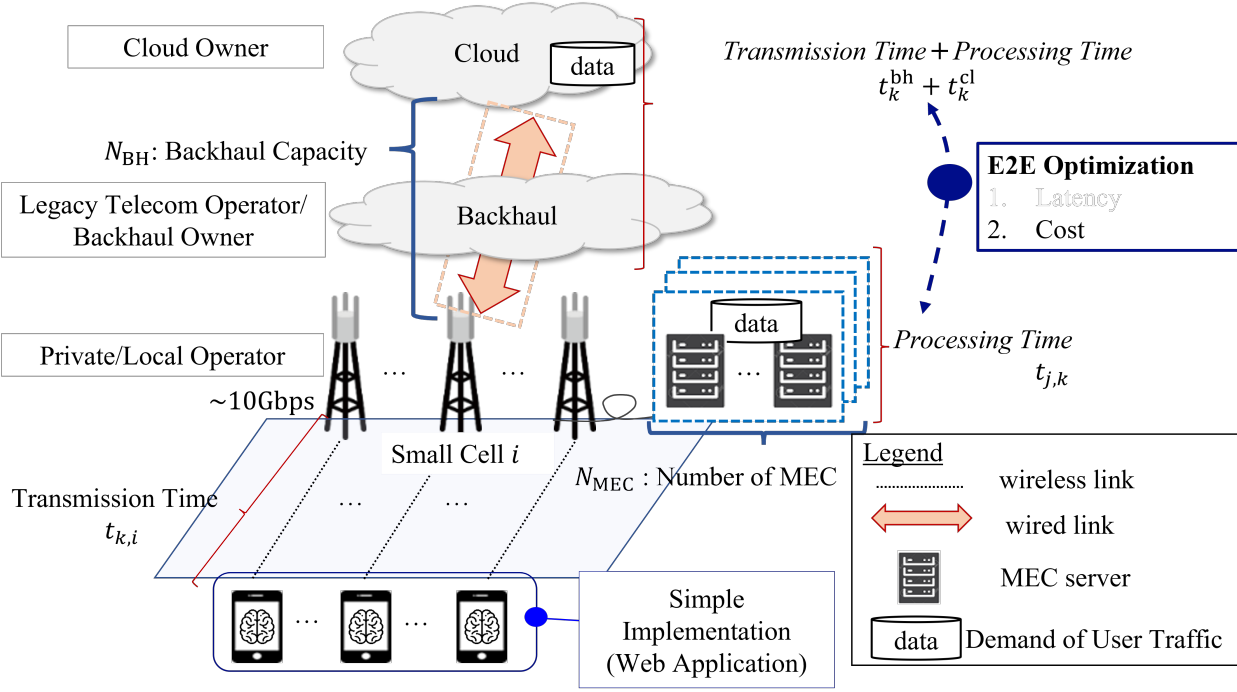 Cloud Owner
Cloud
data
Transmission Time + Processing Time
t_k^bh + t_k^cl
N_BH: Backhaul Capacity
E2E Optimization
1. Latency
2. Cost
Legacy Telecom Operator/
Backhaul Owner
Backhaul
data
Private/Local Operator
... ...
...
Processing Time
t_{j,k}
~10Gbps
Small Cell i
N_MEC : Number of MEC
Transmission Time
t_{k,i}
... ...
Legend
wireless link
wired link
MEC server
data Demand of User Traffic
... ...
Simple
Implementation
(Web Application)